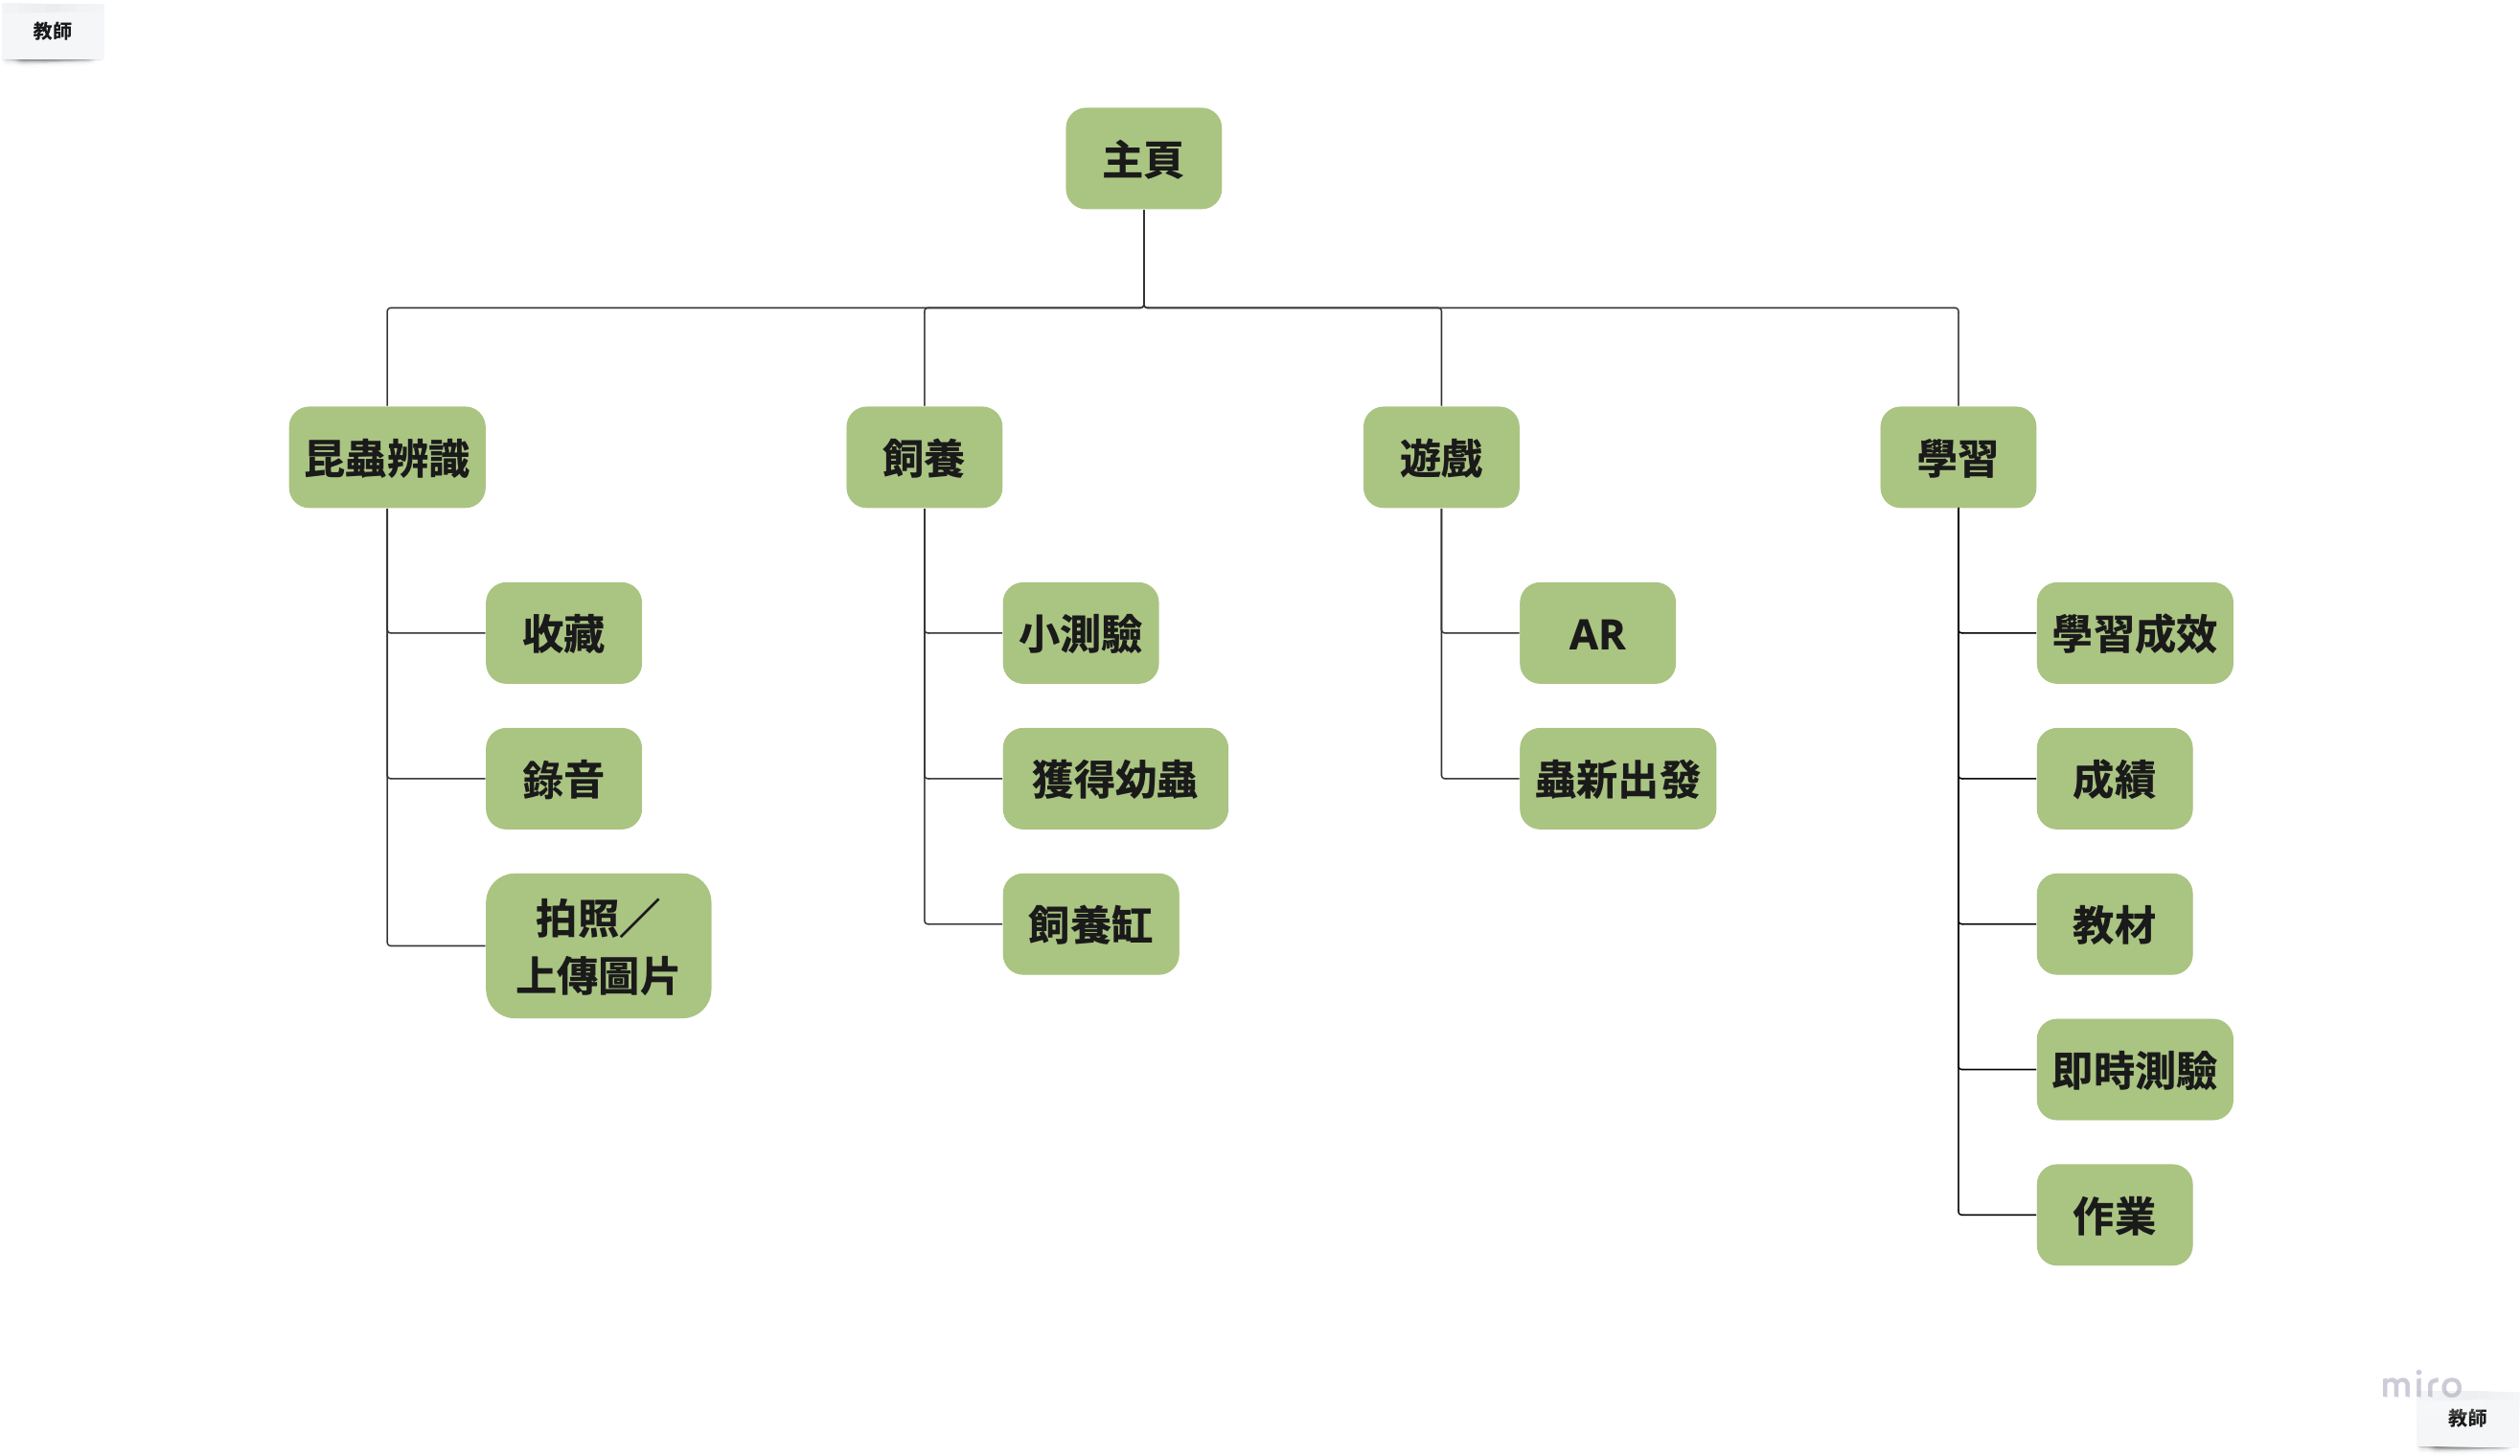 教師
主頁
昆蟲辨識
飼養
遊戲
學習
收藏
小測驗
AR
學習成效
錄音
獲得幼蟲
蟲新出發
成績
拍照／
上傳圖片
飼養缸
教材
即時測驗
作業
miro
教師